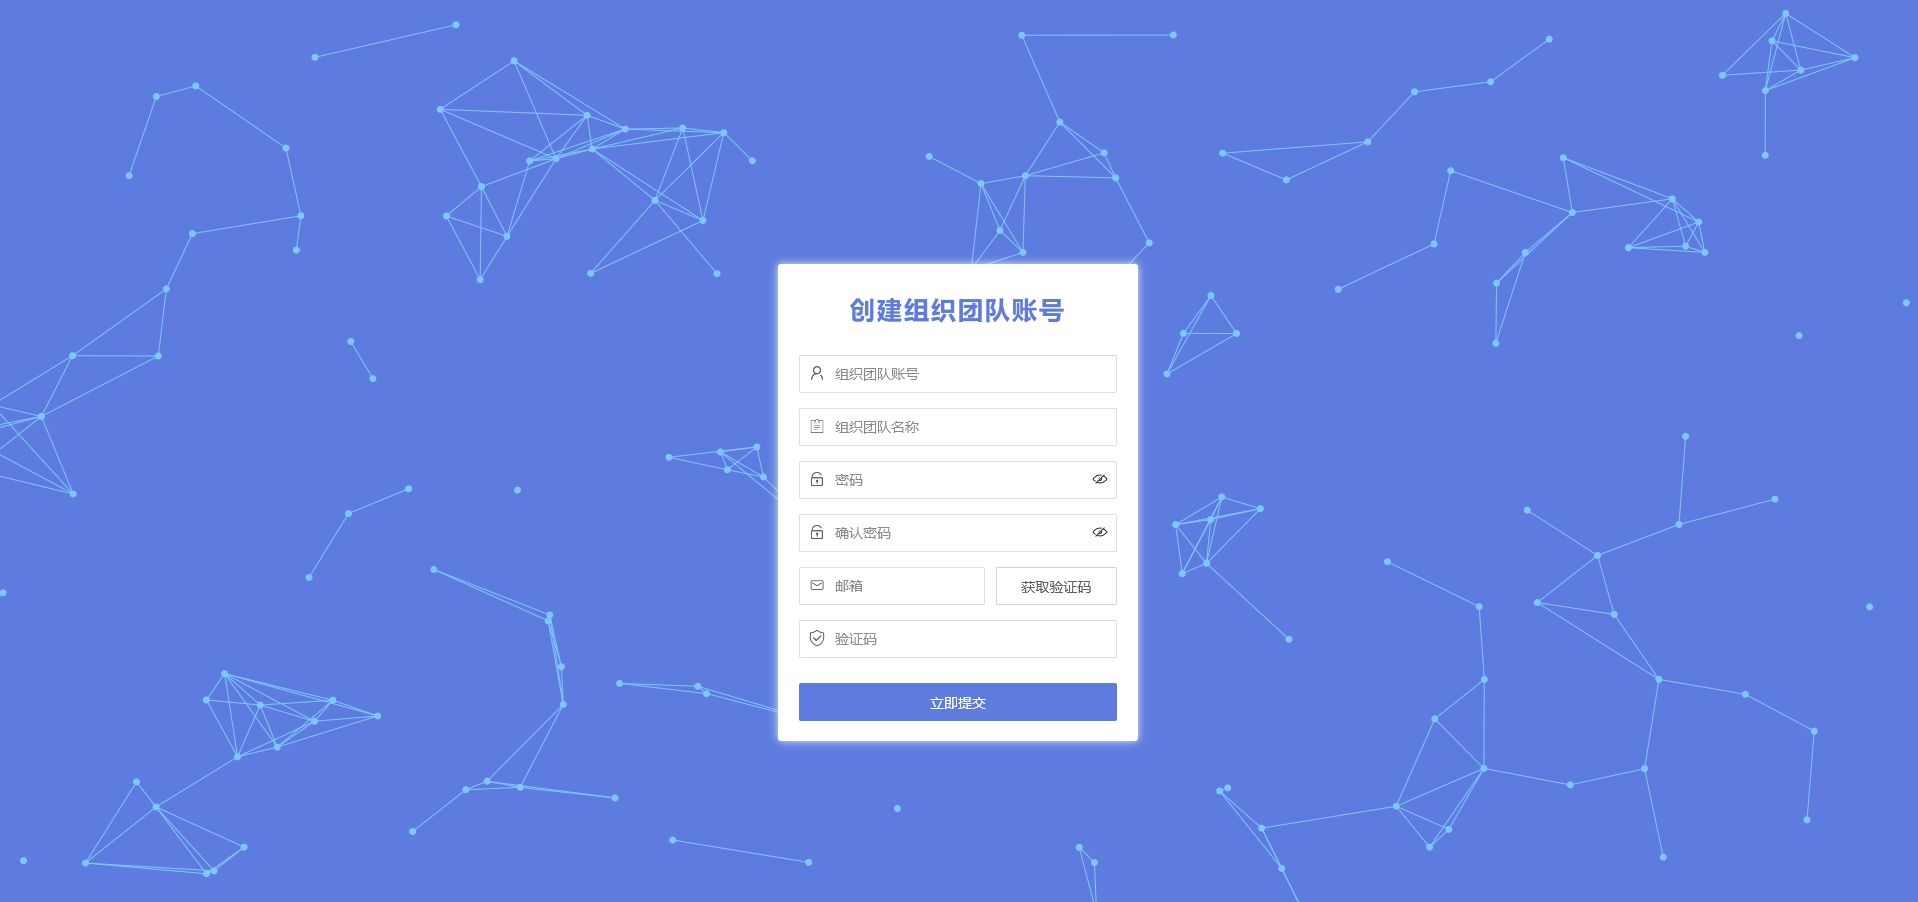 创建组织团队账号
组织团队账号
组织团队名称
密码
确认密码
邮箱
获取验证码
验证码
立即提交